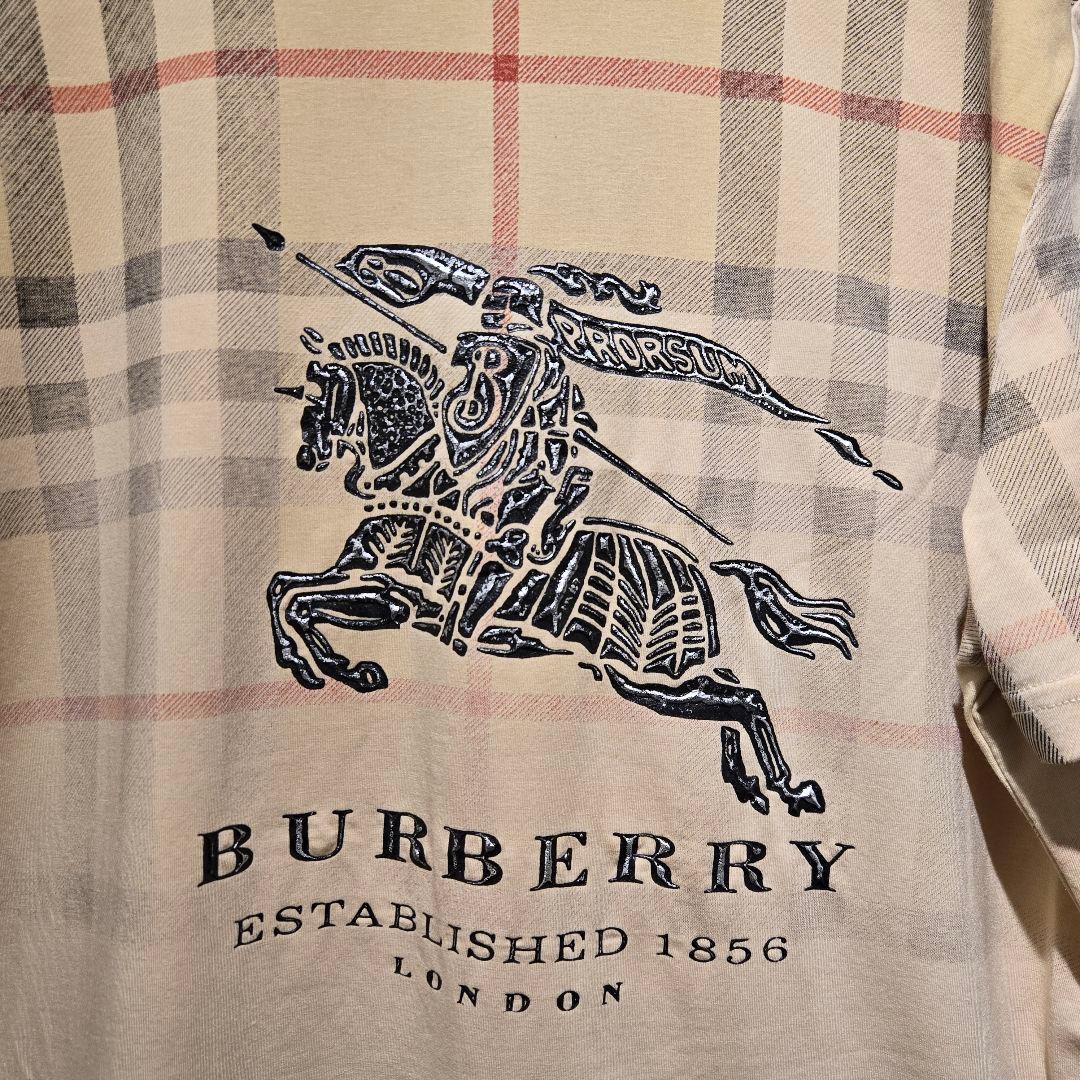 B
PRORSUM
B
BURBERRY
ESTABLISHED 1856
LONDON